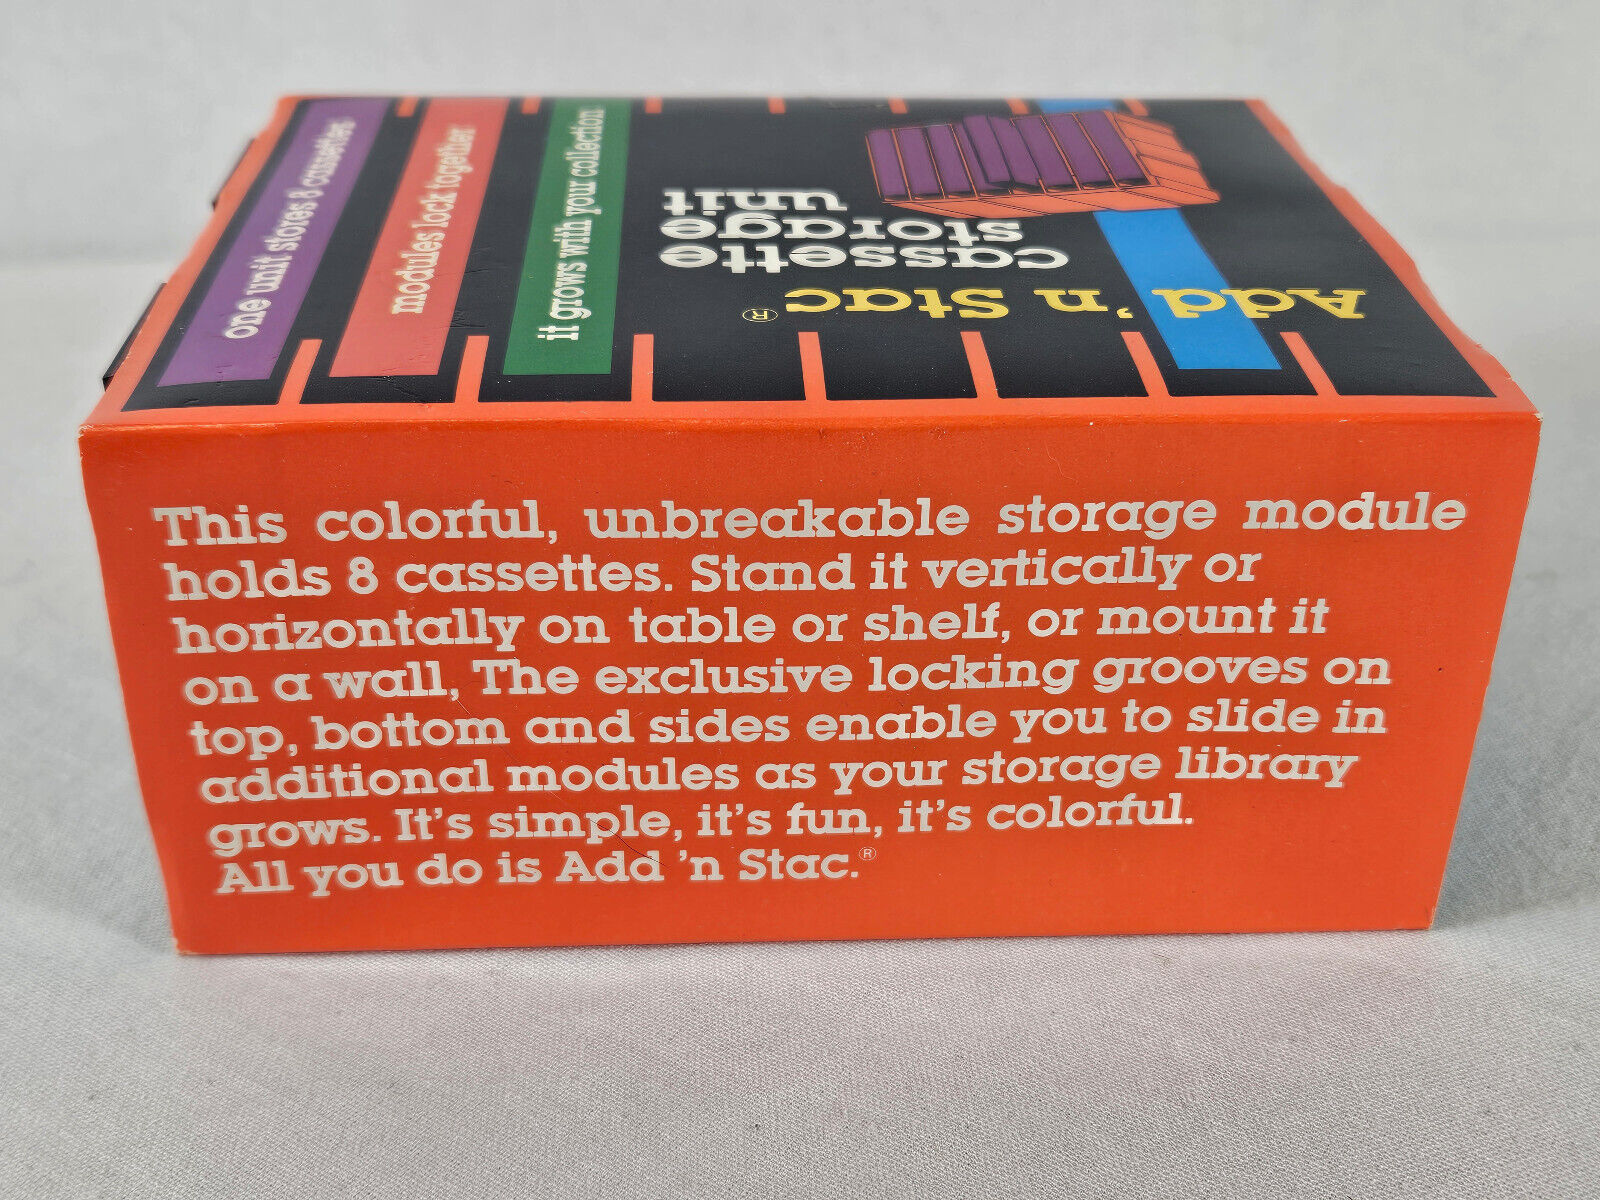 one unit stores 8 cassettes
modules lock together
it grows with your collection
Add 'n Stac®
cassette
storage
unit
This colorful, unbreakable storage module
holds 8 cassettes. Stand it vertically or
horizontally on table or shelf, or mount it
on a wall, The exclusive locking grooves on
top, bottom and sides enable you to slide in
additional modules as your storage library
grows. It's simple, it's fun, it's colorful.
All you do is Add 'n Stac.®